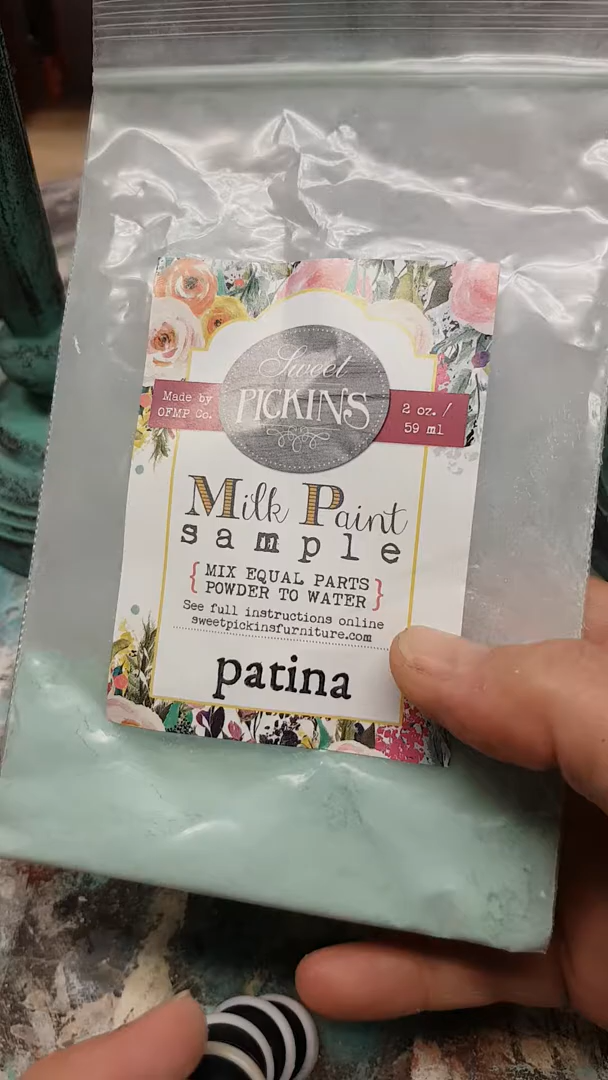 Sweet
PICKINS
Made by
OFMP Co.
2 oz. /
59 ml
Milk Paint
sample
{ MIX EQUAL PARTS
POWDER TO WATER }
See full instructions online
sweetpickinsfurniture.com
patina